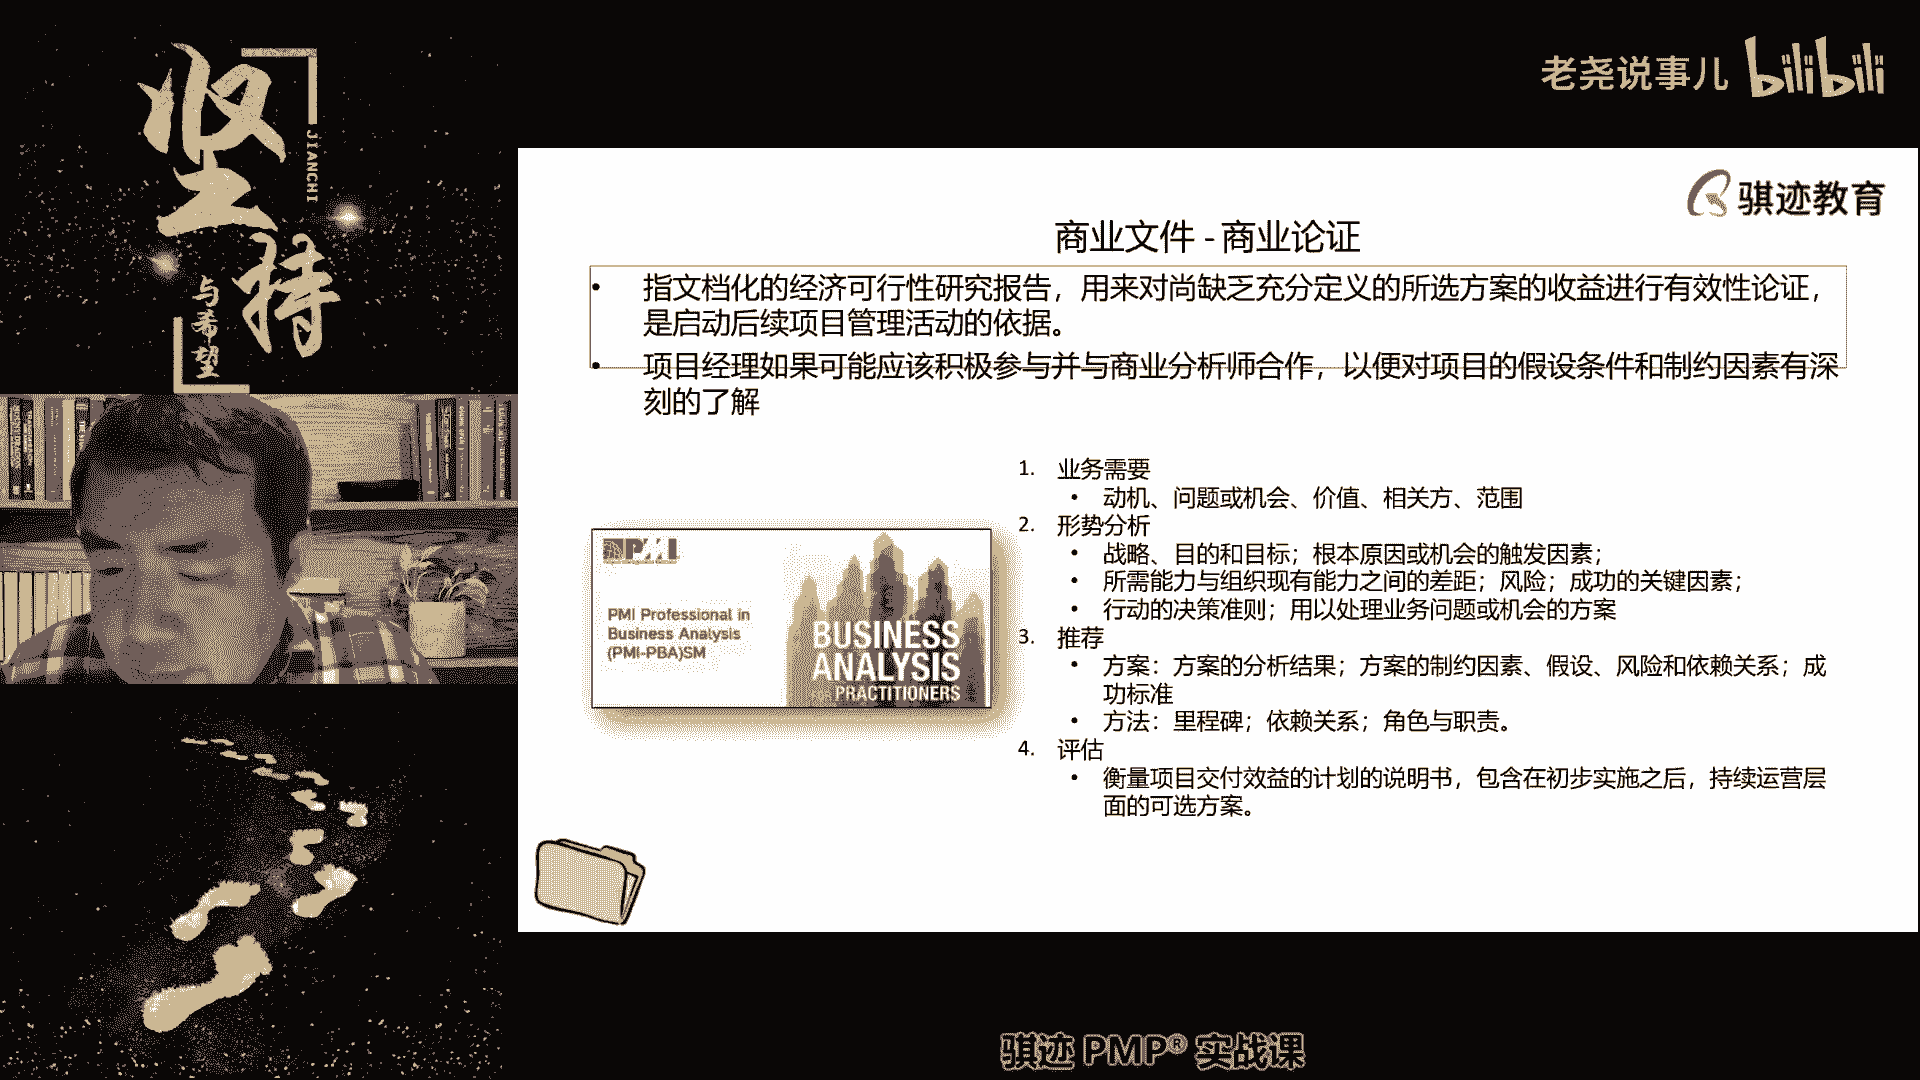 坚持
JIANCHI
与希望
老尧说事儿 bilibili
骐迹教育
商业文件 - 商业论证
• 指文档化的经济可行性研究报告，用来对尚缺乏充分定义的所选方案的收益进行有效性论证，
是启动后续项目管理活动的依据。
• 项目经理如果可能应该积极参与并与商业分析师合作，以便对项目的假设条件和制约因素有深
刻的了解
PMI
PMI Professional in
Business Analysis
(PMI-PBA)SM
BUSINESS
ANALYSIS
PRACTITIONERS
1. 业务需要
• 动机、问题或机会、价值、相关方、范围
2. 形势分析
• 战略、目的和目标；根本原因或机会的触发因素；
• 所需能力与组织现有能力之间的差距；风险；成功的关键因素；
• 行动的决策准则；用以处理业务问题或机会的方案
3. 推荐
• 方案：方案的分析结果；方案的制约因素、假设、风险和依赖关系；成
功标准
• 方法：里程碑；依赖关系；角色与职责。
4. 评估
• 衡量项目交付效益的计划的说明书，包含在初步实施之后，持续运营层
面的可选方案。
骐迹 PMP® 实战课